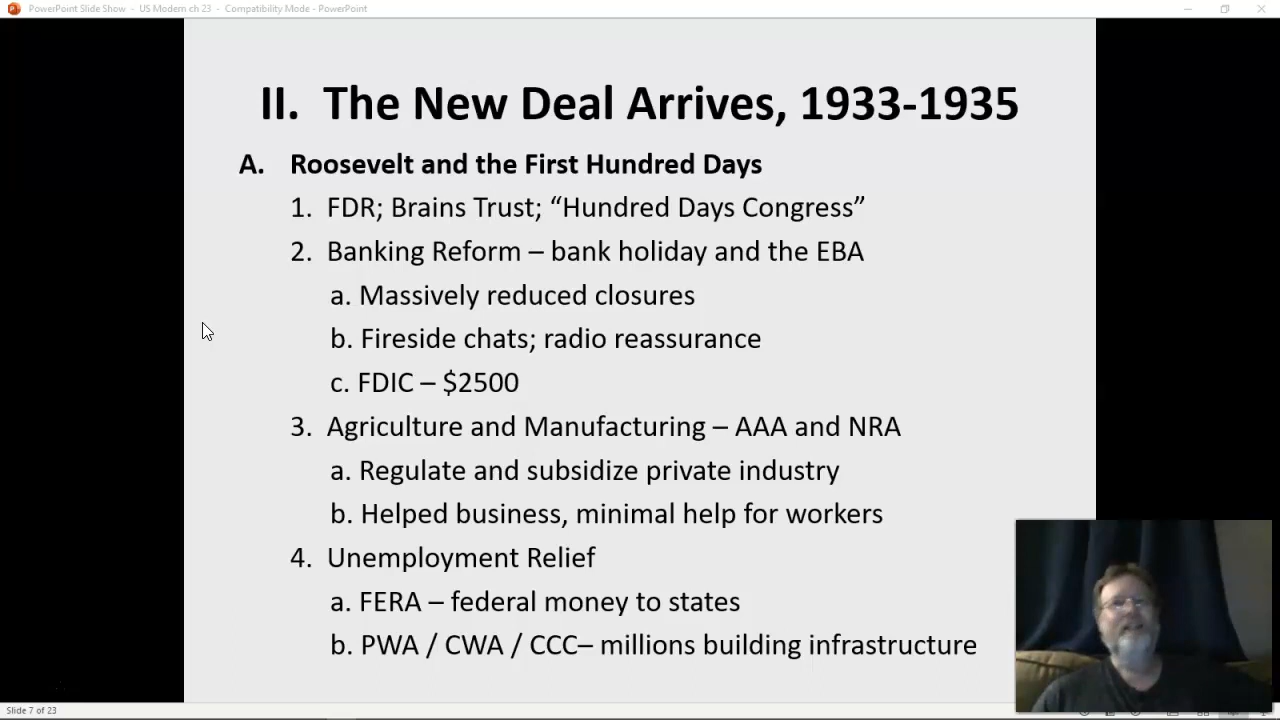 PowerPoint Slide Show - US Modern ch 23 - Compatibility Mode - PowerPoint
II. The New Deal Arrives, 1933-1935
A. Roosevelt and the First Hundred Days
1. FDR; Brains Trust; “Hundred Days Congress”
2. Banking Reform – bank holiday and the EBA
a. Massively reduced closures
b. Fireside chats; radio reassurance
c. FDIC – $2500
3. Agriculture and Manufacturing – AAA and NRA
a. Regulate and subsidize private industry
b. Helped business, minimal help for workers
4. Unemployment Relief
a. FERA – federal money to states
b. PWA / CWA / CCC– millions building infrastructure
Slide 7 of 23